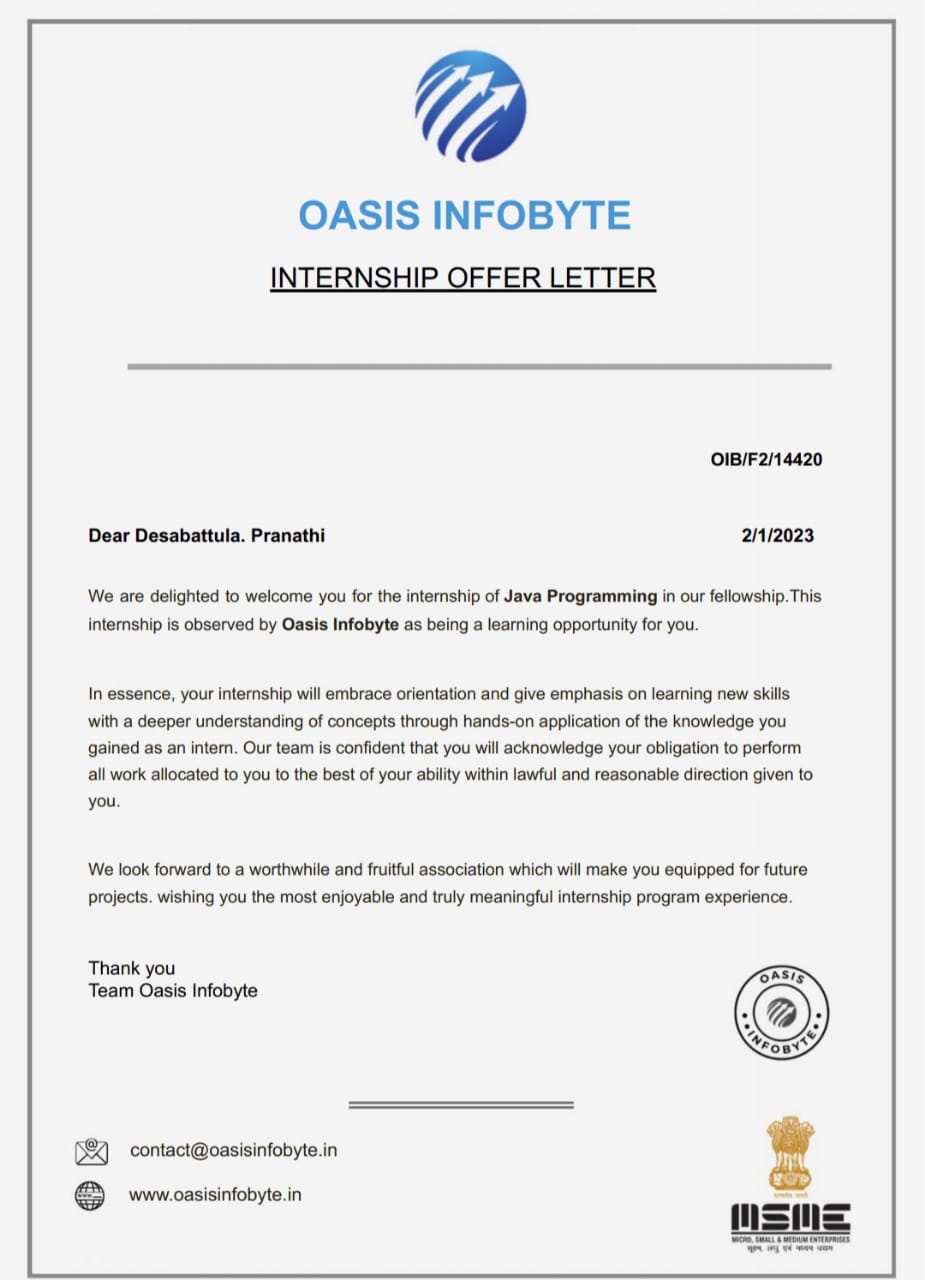 OASIS INFOBYTE
INTERNSHIP OFFER LETTER
OIB/F2/14420
Dear Desabattula. Pranathi 2/1/2023
We are delighted to welcome you for the internship of Java Programming in our fellowship.This
internship is observed by Oasis Infobyte as being a learning opportunity for you.
In essence, your internship will embrace orientation and give emphasis on learning new skills
with a deeper understanding of concepts through hands-on application of the knowledge you
gained as an intern. Our team is confident that you will acknowledge your obligation to perform
all work allocated to you to the best of your ability within lawful and reasonable direction given to
you.
We look forward to a worthwhile and fruitful association which will make you equipped for future
projects. wishing you the most enjoyable and truly meaningful internship program experience.
Thank you
Team Oasis Infobyte
OASIS
INFOBYTE
contact@oasisinfobyte.in
www.oasisinfobyte.in
MSME
MICRO, SMALL & MEDIUM ENTERPRISES
सूक्ष्म, लघु एवं मध्यम उद्यम